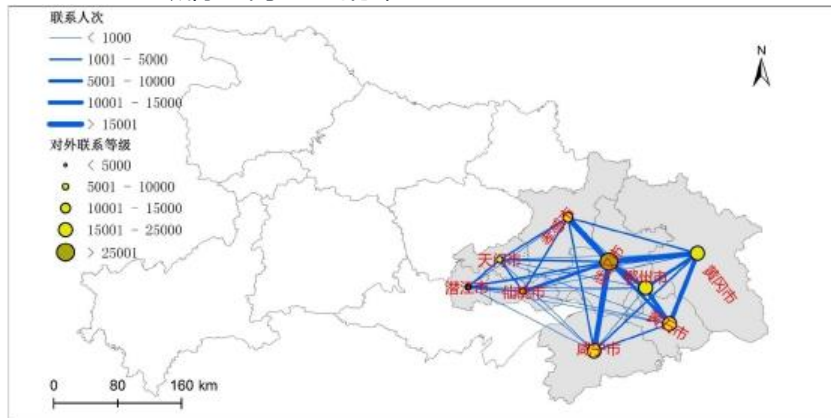 联系人次
< 1000
1001 - 5000
5001 - 10000
10001 - 15000
> 15001
对外联系等级
< 5000
5001 - 10000
10001 - 15000
15001 - 25000
> 25001
N
天门市
潜江市
仙桃市
鄂州市
黄冈市
咸宁市
0 80 160 km